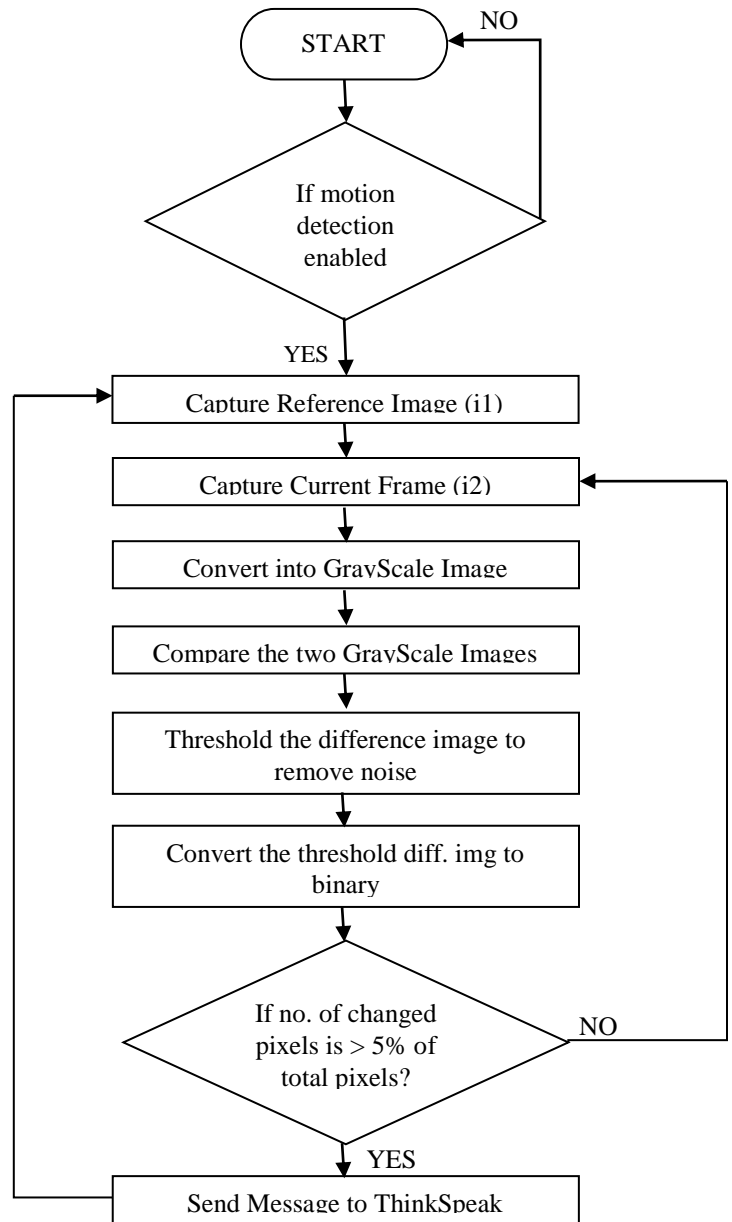 START
NO
If motion
detection
enabled
YES
Capture Reference Image (i1)
Capture Current Frame (i2)
Convert into GrayScale Image
Compare the two GrayScale Images
Threshold the difference image to
remove noise
Convert the threshold diff. img to
binary
If no. of changed
pixels is > 5% of
total pixels?
NO
YES
Send Message to ThinkSpeak